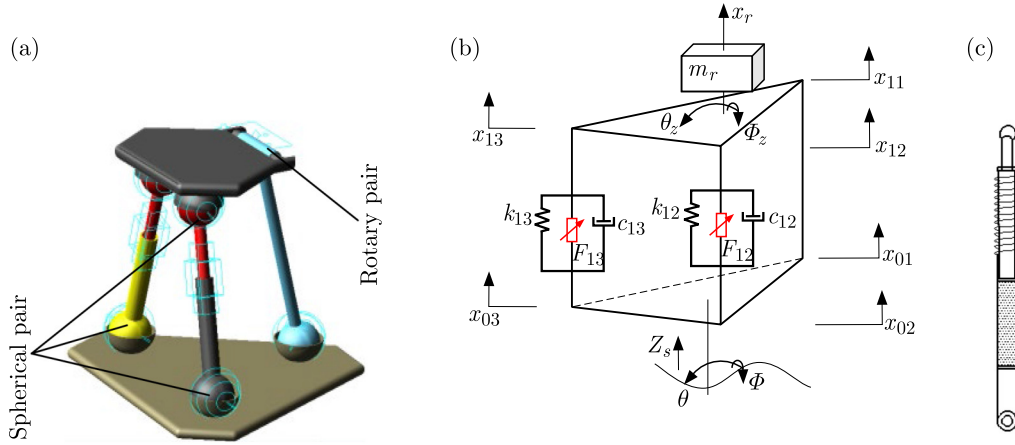 (a)
Spherical pair
Rotary pair
(b)
x_r
m_r
θ_z
Φ_z
x_11
x_13
x_12
k_13
F_13
c_13
k_12
F_12
c_12
x_01
x_03
x_02
Z_s
θ
Φ
(c)